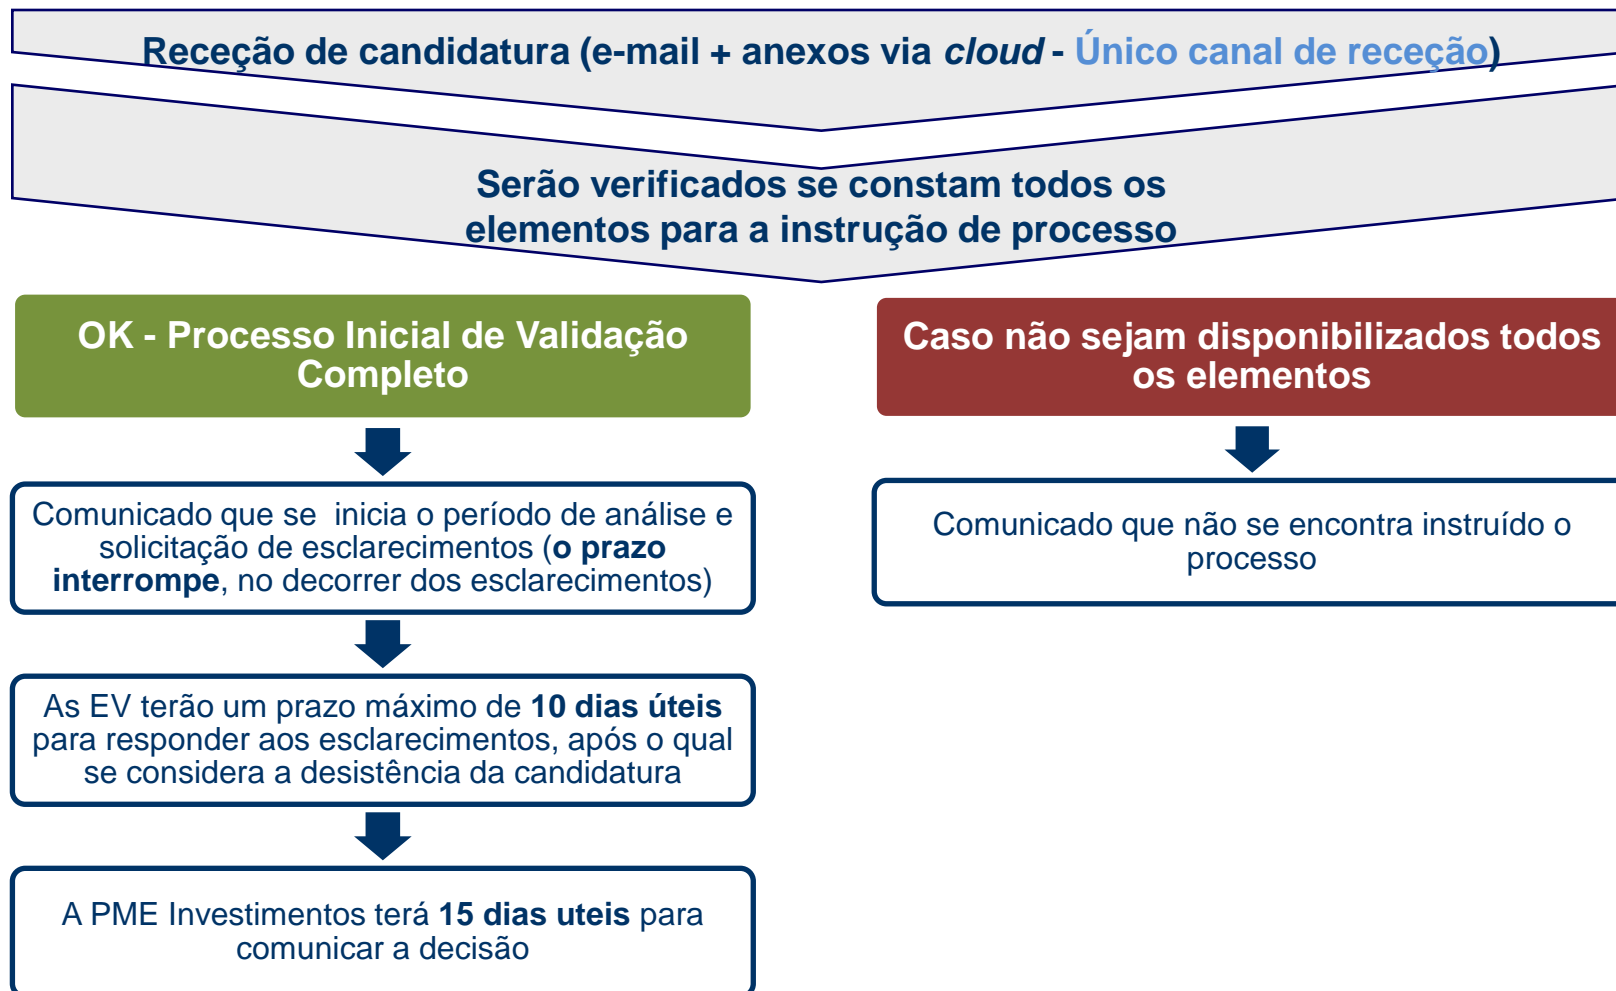 Receção de candidatura (e-mail + anexos via cloud - Único canal de receção)
Serão verificados se constam todos os
elementos para a instrução de processo
OK - Processo Inicial de Validação
Completo
Comunicado que se  inicia o período de análise e
solicitação de esclarecimentos (o prazo
interrompe, no decorrer dos esclarecimentos)
As EV terão um prazo máximo de 10 dias úteis
para responder aos esclarecimentos, após o qual
se considera a desistência da candidatura
A PME Investimentos terá 15 dias uteis para
comunicar a decisão
Caso não sejam disponibilizados todos
os elementos
Comunicado que não se encontra instruído o
processo